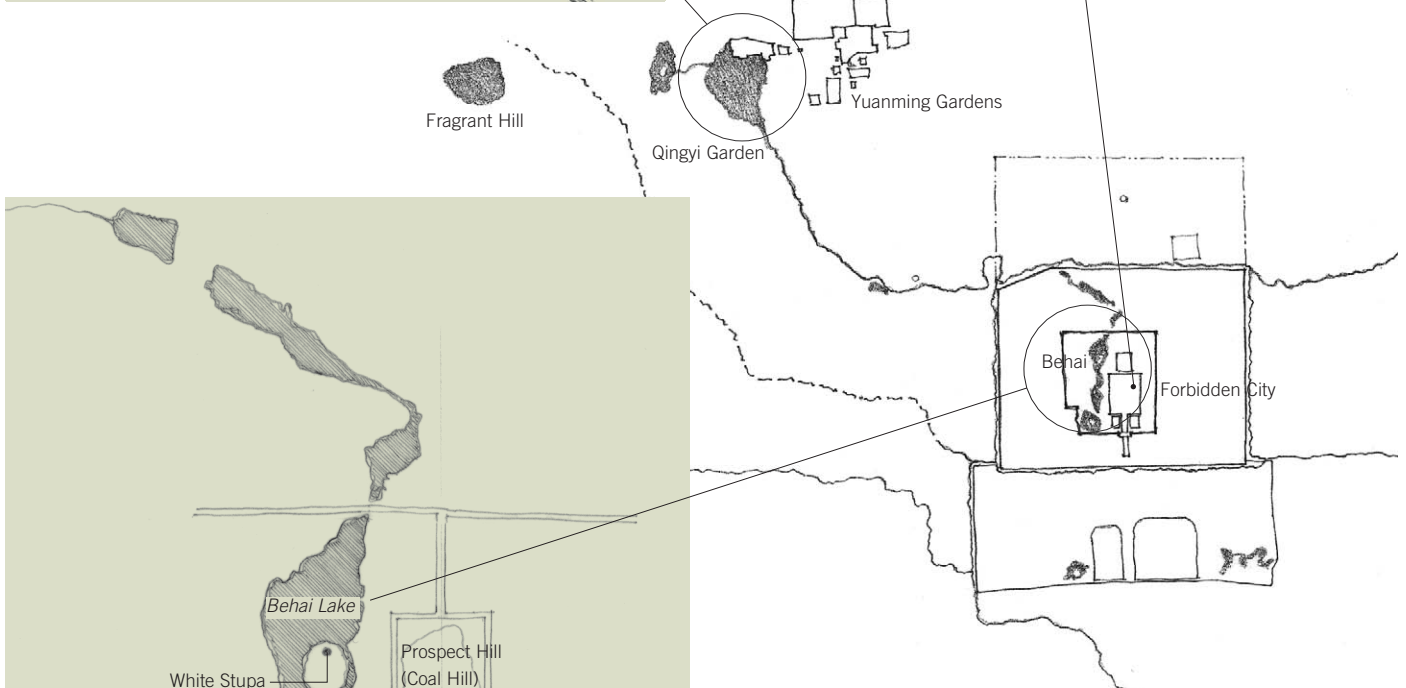 Fragrant Hill
Qingyi Garden
Yuanming Gardens
Behai
Forbidden City
Behai Lake
White Stupa
Prospect Hill
(Coal Hill)